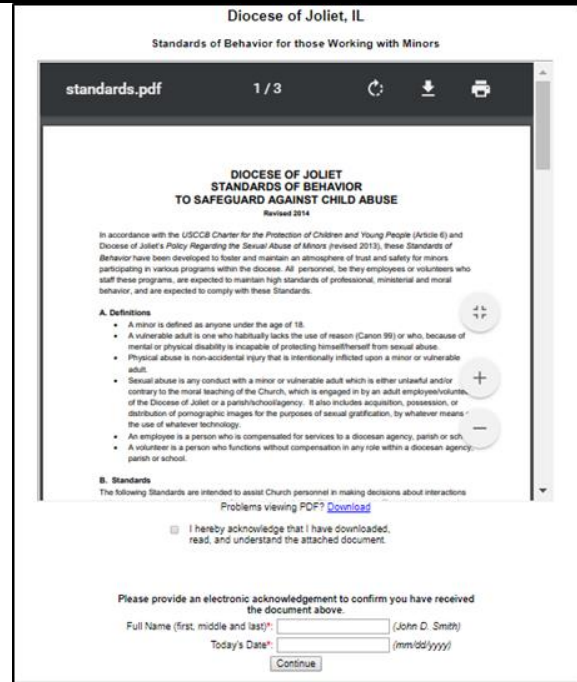 Diocese of Joliet, IL
Standards of Behavior for those Working with Minors
standards.pdf 1 / 3
DIOCESE OF JOLIET
STANDARDS OF BEHAVIOR
TO SAFEGUARD AGAINST CHILD ABUSE
Revised 2014
In accordance with the USCCB Charter for the Protection of Children and Young People (Article 6) and
Diocese of Joliet's Policy Regarding the Sexual Abuse of Minors (revised 2013), these Standards of
Behavior have been developed to foster and maintain an atmosphere of trust and safety for minors
participating in various programs within the diocese. All personnel, be they employees or volunteers who
staff these programs, are expected to maintain high standards of professional, ministerial and moral
behavior, and are expected to comply with these Standards.
A. Definitions
• A minor is defined as anyone under the age of 18.
• A vulnerable adult is one who habitually lacks the use of reason (Canon 99) or who, because of
mental or physical disability is incapable of protecting himself/herself from sexual abuse.
• Physical abuse is non-accidental injury that is intentionally inflicted upon a minor or vulnerable
adult.
• Sexual abuse is any conduct with a minor or vulnerable adult which is either unlawful and/or
contrary to the moral teaching of the Church, which is engaged in by an adult
of the Diocese of Joliet or a parish/school/agency. It also includes acquisition, possession, or
distribution of pornographic images for the purposes of sexual gratification, by whatever means
the use of whatever technology.
• An employee is a person who is compensated for services to a diocesan agency, parish or
• A volunteer is a person who functions without compensation in any role within a diocesan agency,
parish or school.
B. Standards
The following Standards are intended to assist Church personnel in making decisions about interactions
Problems viewing PDF? Download
I hereby acknowledge that I have downloaded,
read, and understand the attached document.
Please provide an electronic acknowledgement to confirm you have received
the document above.
Full Name (first, middle and last)*: (John D. Smith)
Today's Date*: (mm/dd/yyyy)
Continue